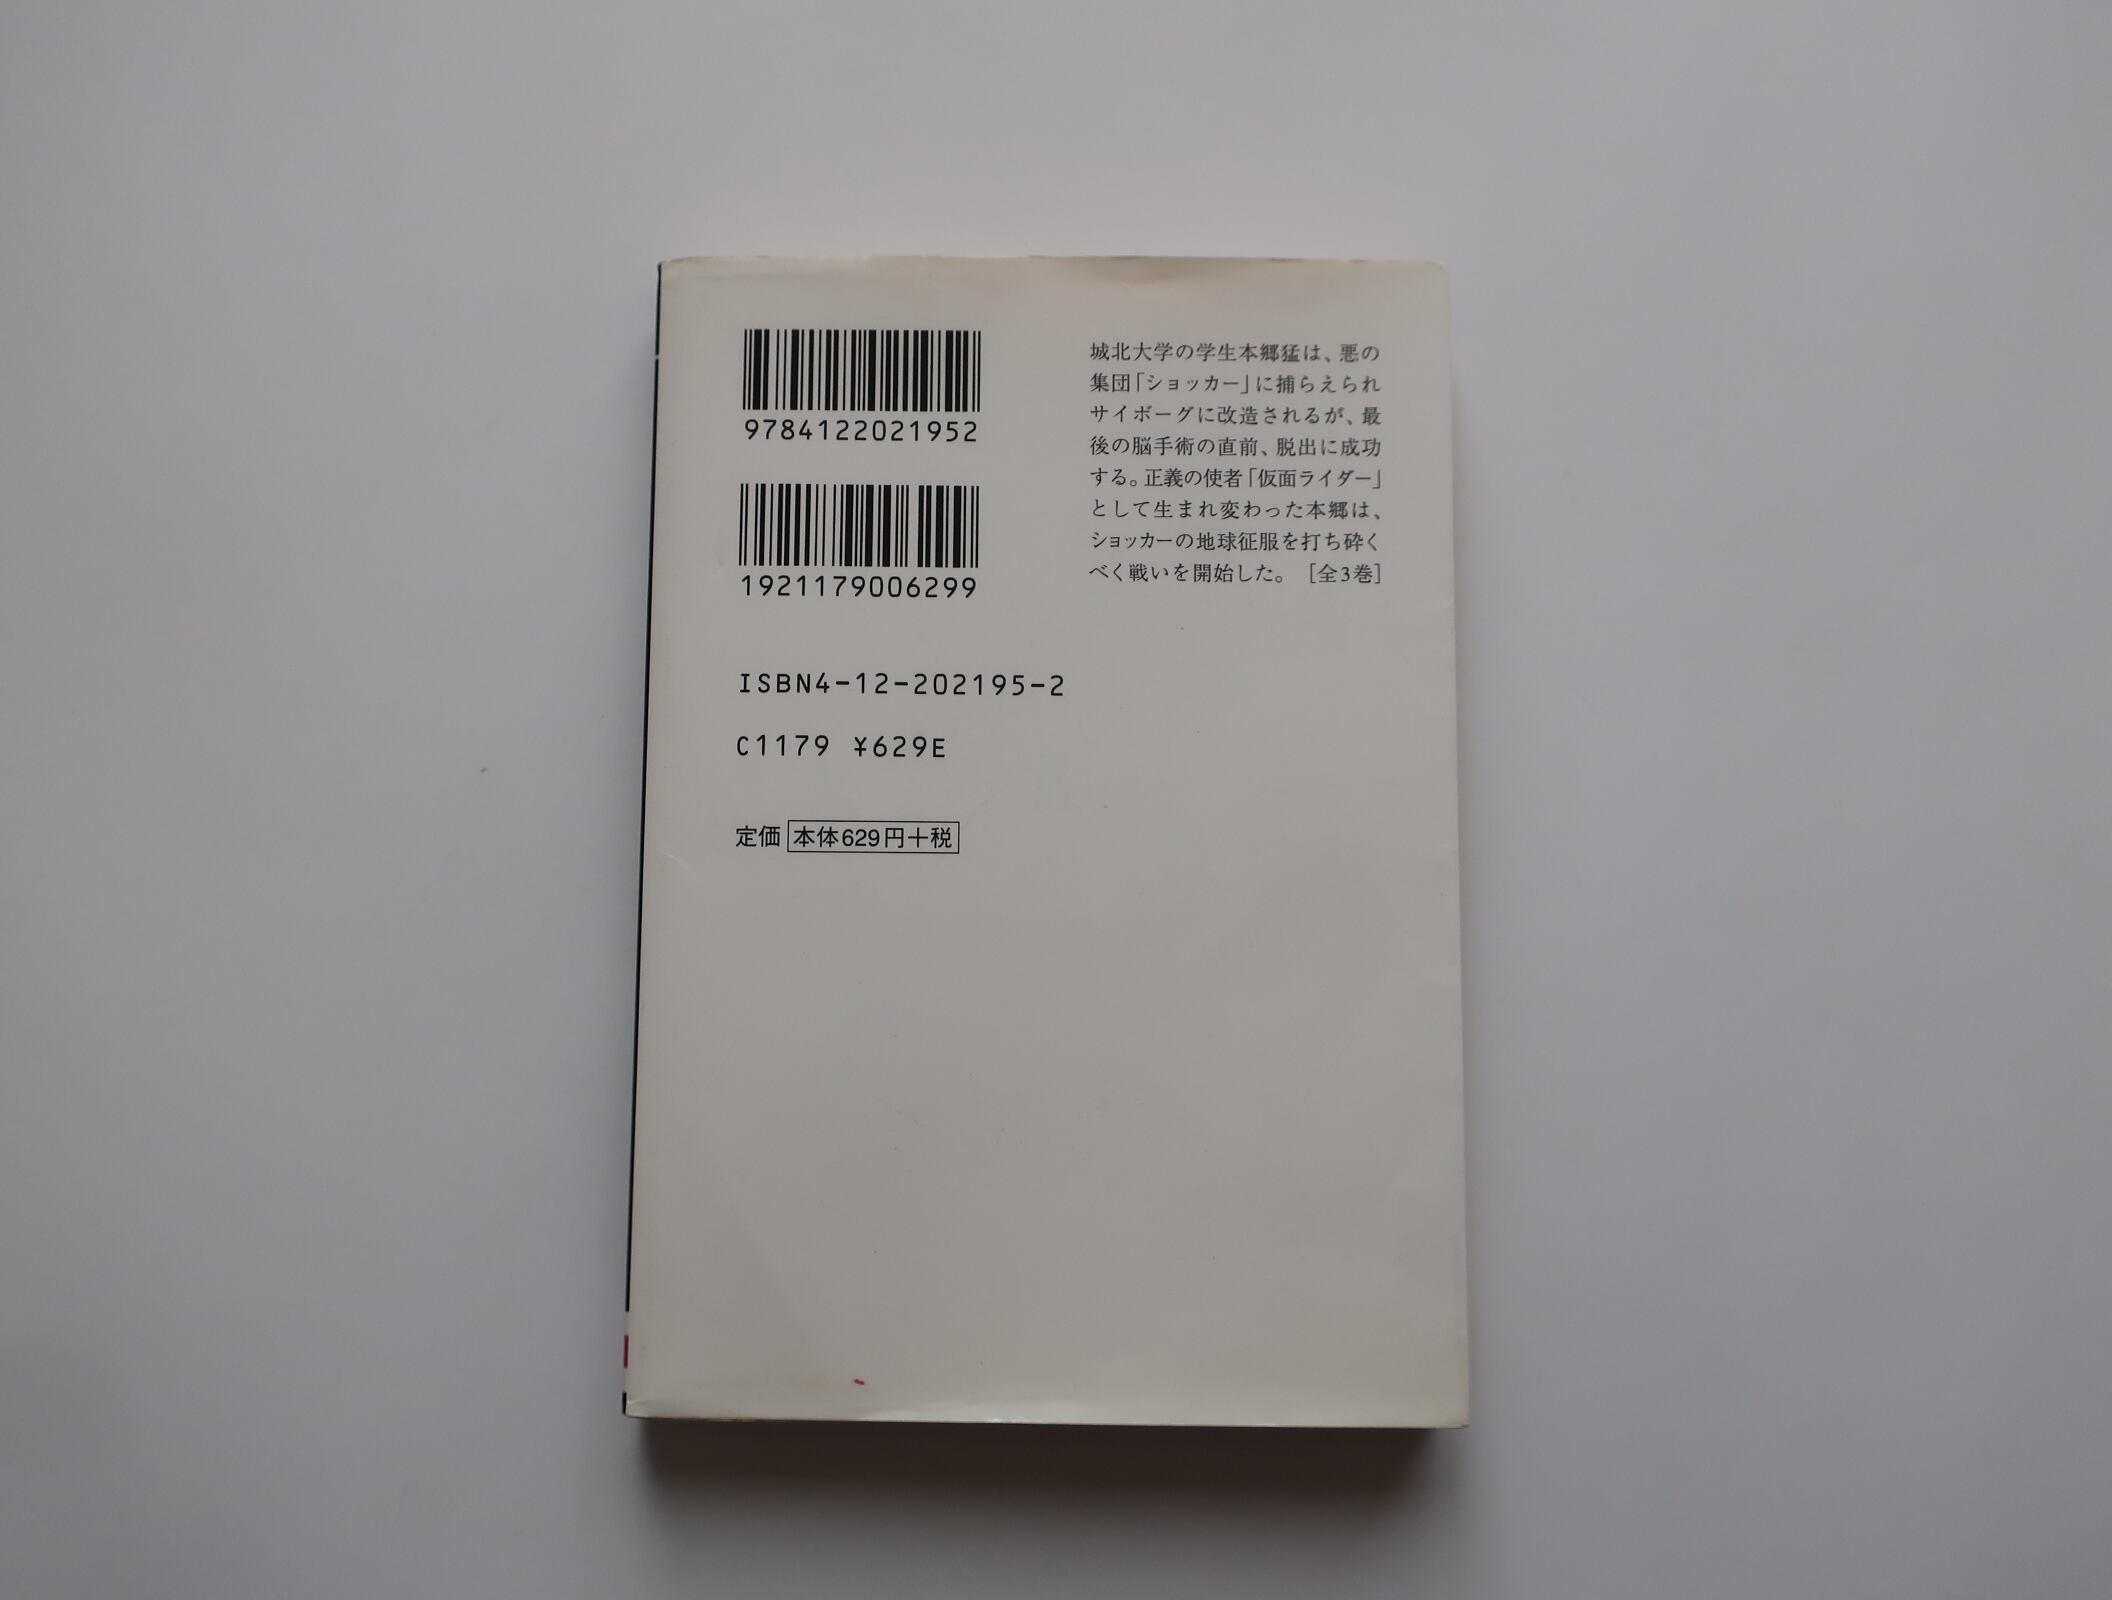 9784122021952
1921179006299
ISBN4-12-202195-2
C1179 ¥629E
定価 本体629円+税
城北大学の学生本郷猛は、悪の
集団「ショッカー」に捕らえられ
サイボーグに改造されるが、最
後の脳手術の直前、脱出に成功
する。正義の使者「仮面ライダー」
として生まれ変わった本郷は、
ショッカーの地球征服を打ち砕く
べく戦いを開始した。 [全3巻]